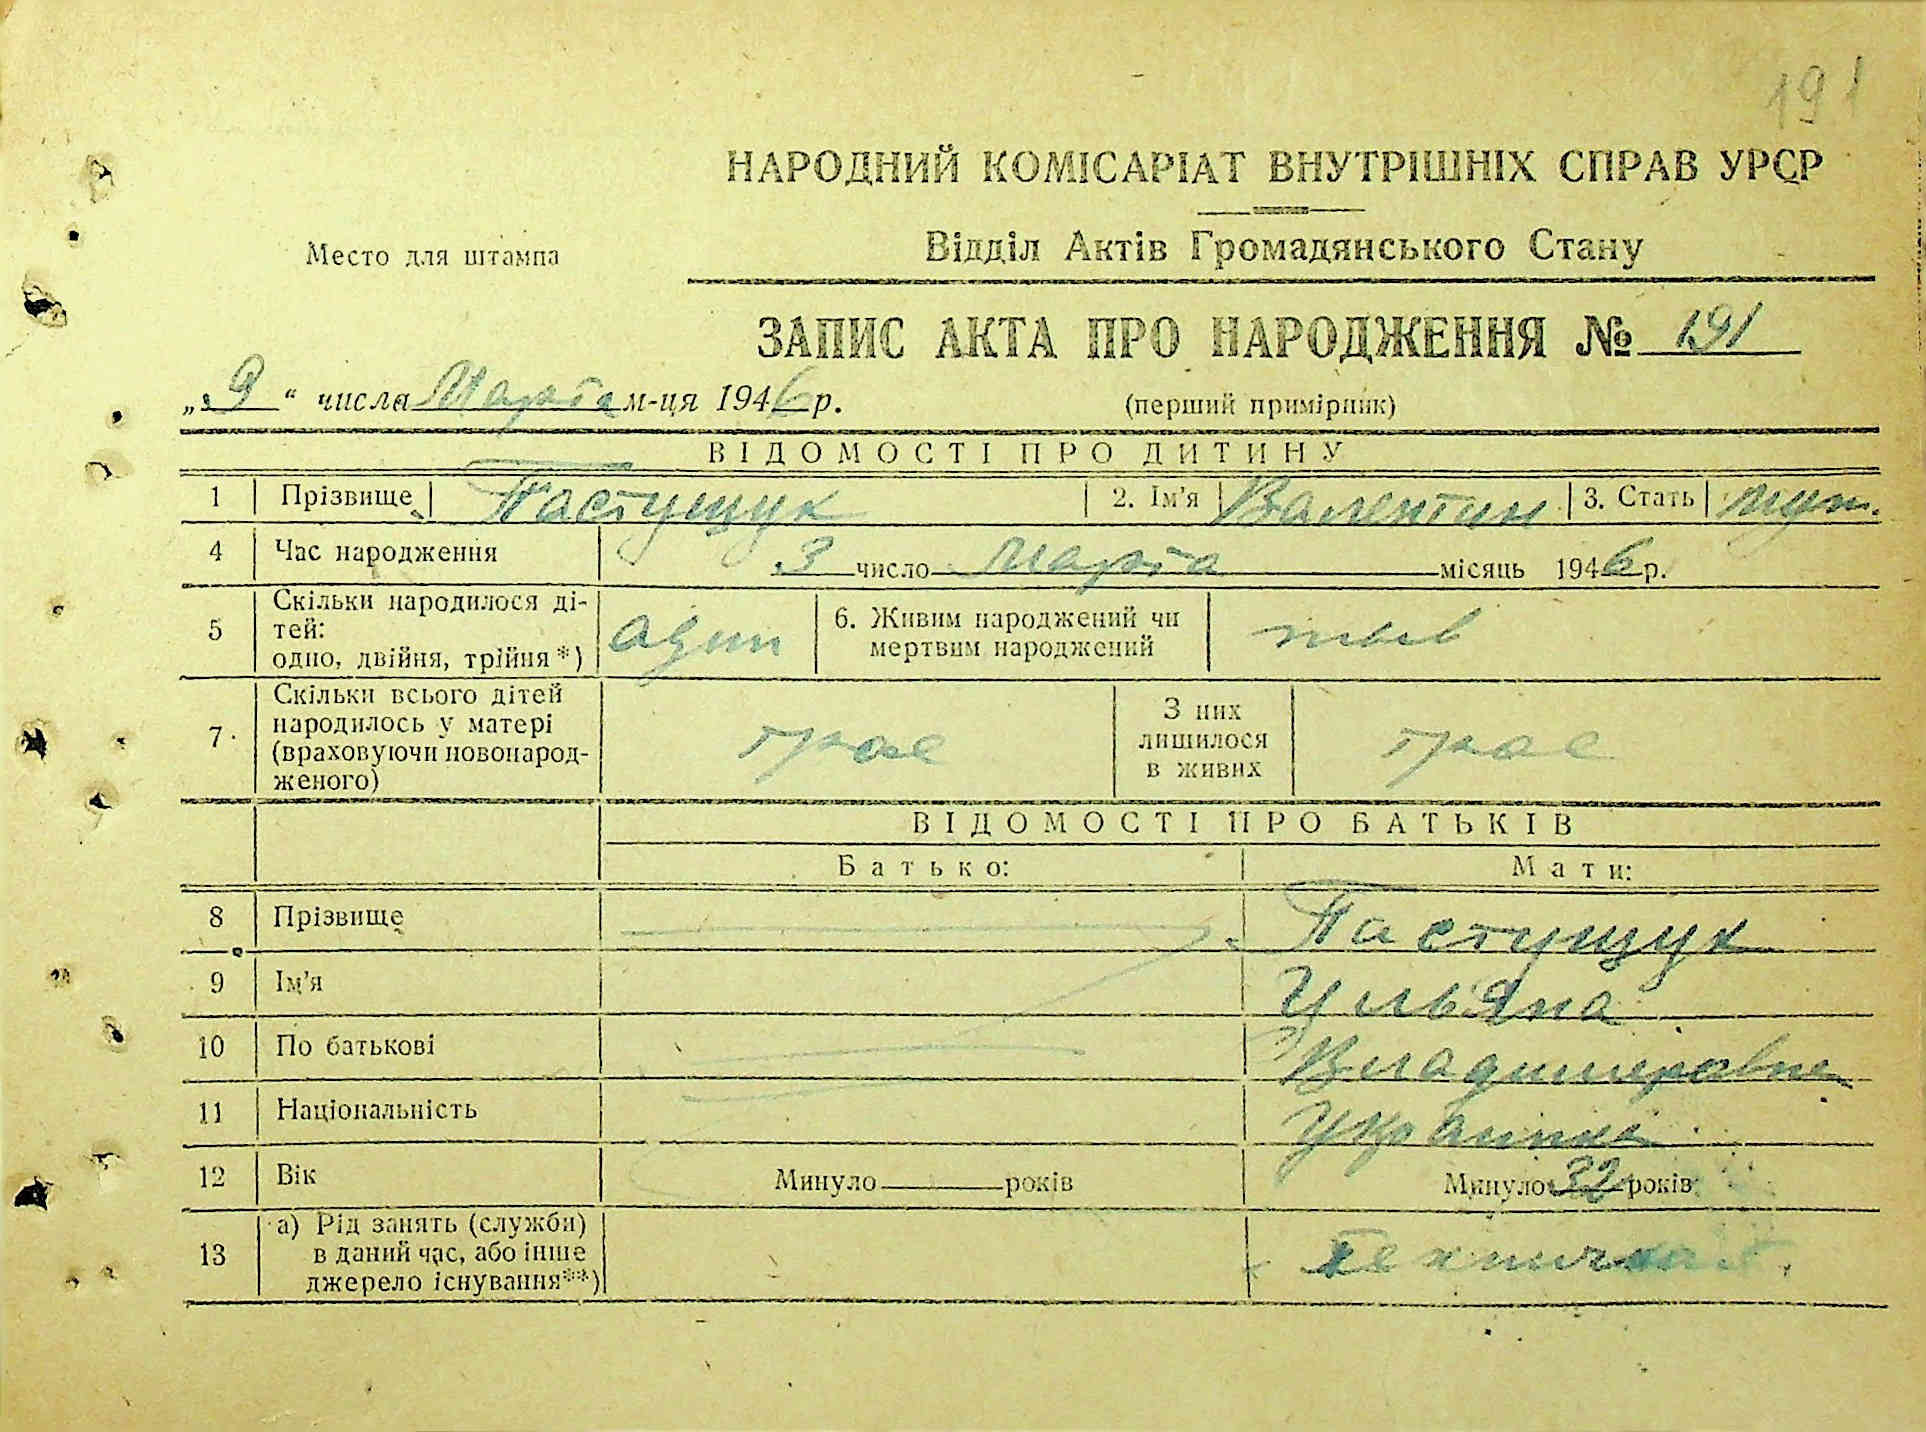 191
НАРОДНИЙ КОМІСАРІАТ ВНУТРІШНІХ СПРАВ УРСР
Место для штампа
Відділ Актів Громадянського Стану
ЗАПИС АКТА ПРО НАРОДЖЕННЯ № 191
„9“ числа Марта м-ця 1946 р. (перший примірник)
ВІДОМОСТІ ПРО ДИТИНУ
1 Прізвище Пастущук 2. Ім'я Валентин 3. Стать муж.
4 Час народження 3 число марта місяць 1946 р.
5 Скільки народилося ді-
тей:
одно, двійня, трійня*) один 6. Живим народжений чи
мертвим народжений
7 Скільки всього дітей
народилось у матері
(враховуючи новонарод-
женого) трое З них
лишилося
в живих трое
ВІДОМОСТІ ПРО БАТЬКІВ
Батько: Мати:
8 Прізвище Пастущук
9 Ім'я Ульяна
10 По батькові Владимировна
11 Національність Украинка
12 Вік Минуло років Минуло 32 років
13 а) Рід занять (служби)
в даний час, або інше
джерело існування**)